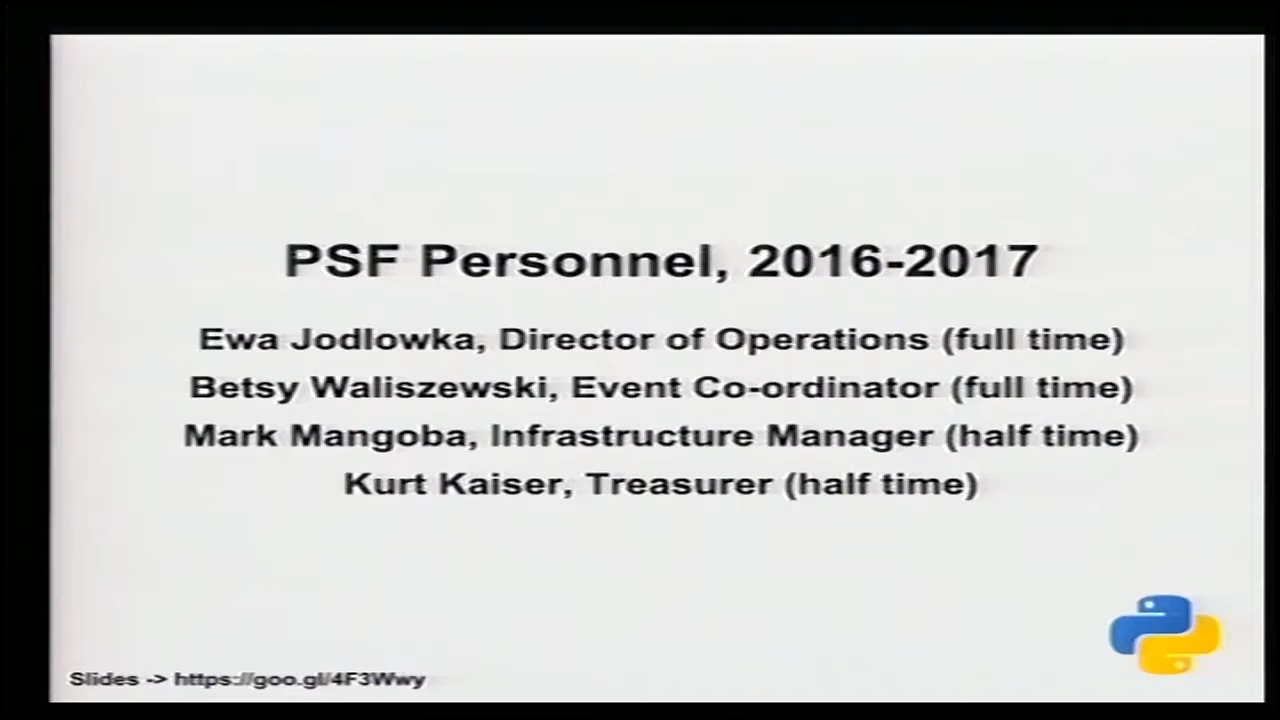 PSF Personnel, 2016-2017
Ewa Jodlowka, Director of Operations (full time)
Betsy Waliszewski, Event Co-ordinator (full time)
Mark Mangoba, Infrastructure Manager (half time)
Kurt Kaiser, Treasurer (half time)
Slides -> https://goo.gl/4F3Wwy